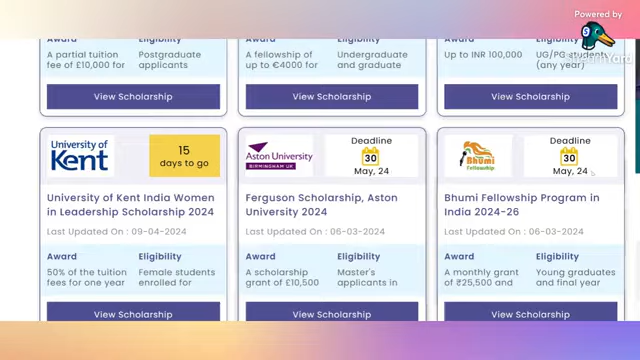 Powered by
StreamYard
Award
Eligibility
A partial tuition
fee of £10,000 for
Postgraduate
applicants
View Scholarship
Award
Eligibility
A fellowship of
up to €4000 for
Undergraduate
and graduate
View Scholarship
Award
Eligibility
Up to INR 100,000
UG/PG students
(any year)
View Scholarship
University of
Kent
15
days to go
University of Kent India Women
in Leadership Scholarship 2024
Last Updated On : 09-04-2024
Award
Eligibility
50% of the tuition
fees for one year
Female students
enrolled for
View Scholarship
Aston University
BIRMINGHAM UK
Deadline
30
May, 24
Ferguson Scholarship, Aston
University 2024
Last Updated On : 06-03-2024
Award
Eligibility
A scholarship
grant of £10,500
Master's
applicants in
View Scholarship
Bhumi
Fellowship
Deadline
30
May, 24
Bhumi Fellowship Program in
India 2024-26
Last Updated On : 06-03-2024
Award
Eligibility
A monthly grant
of ₹25,500 and
Young graduates
and final year
View Scholarship